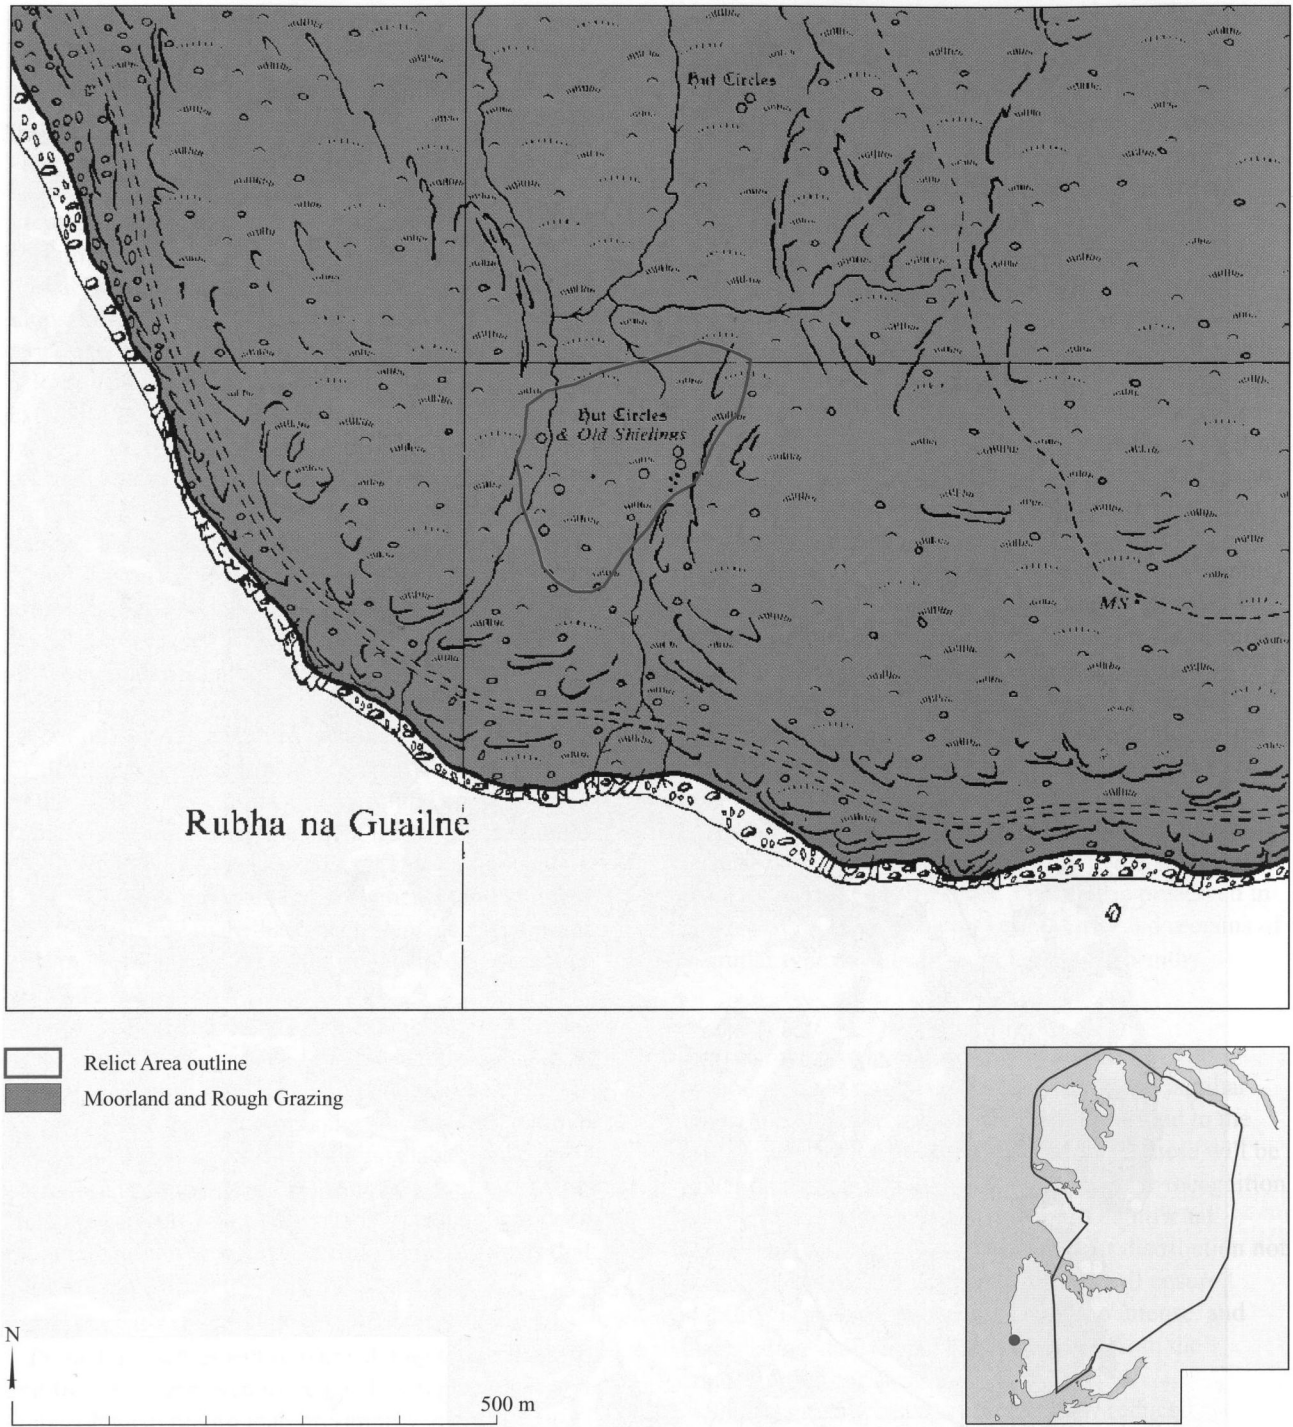 Hut Circles
Hut Circles
& Old Shielings
MS
Rubha na Guailne
Relict Area outline
Moorland and Rough Grazing
N
500 m